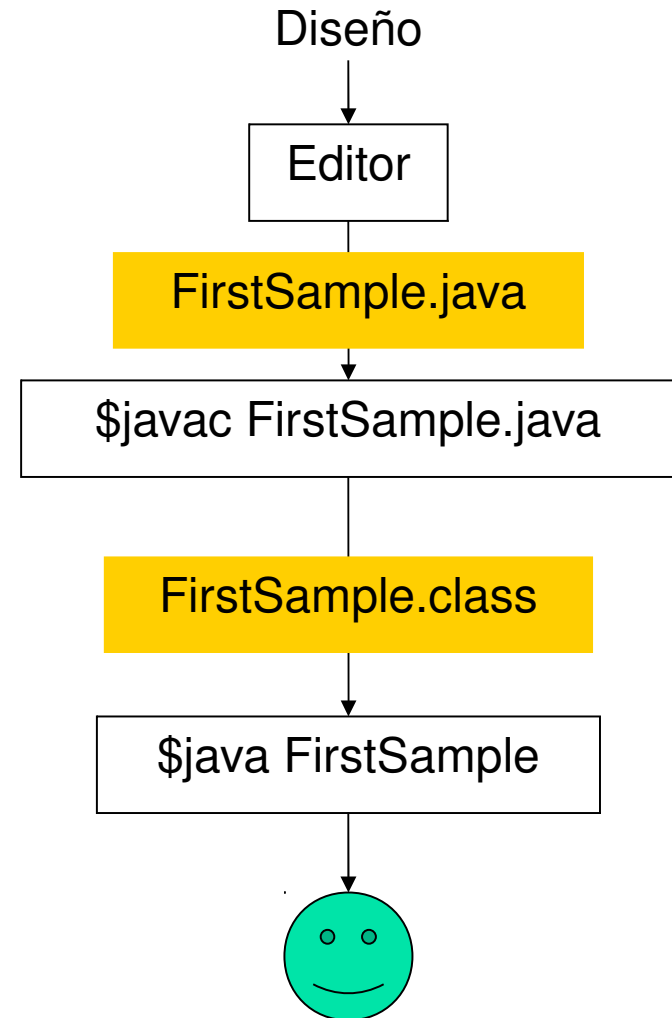 Diseño
Editor
FirstSample.java
$javac FirstSample.java
FirstSample.class
$java FirstSample